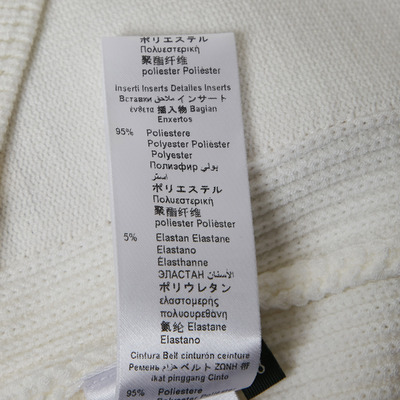 ポリエステル
Πολυεστερική
聚酯纤维
poliester Poliéster
Inserti Inserts Detalles Inserts
Вставки ملاحق インサート
ένθετα 插入物 Bagian
Enxertos
95% Poliestere
Polyester Poliéster
Polyester
Полиэфир بولي
استر
ポリエステル
Πολυεστερική
聚酯纤维
poliester Poliéster
5% Elastan Elastane
Elastano
Élasthanne
ЭЛАСТАН الأستان
ポリウレタン
ελαστομερής
πολυουρεθάνη
氨纶 Elastane
Elastano
Cintura Belt cinturón ceinture
Ремень حزام ベルト ΖΩΝΗ 带
ikat pinggang Cinto
95% Poliestere